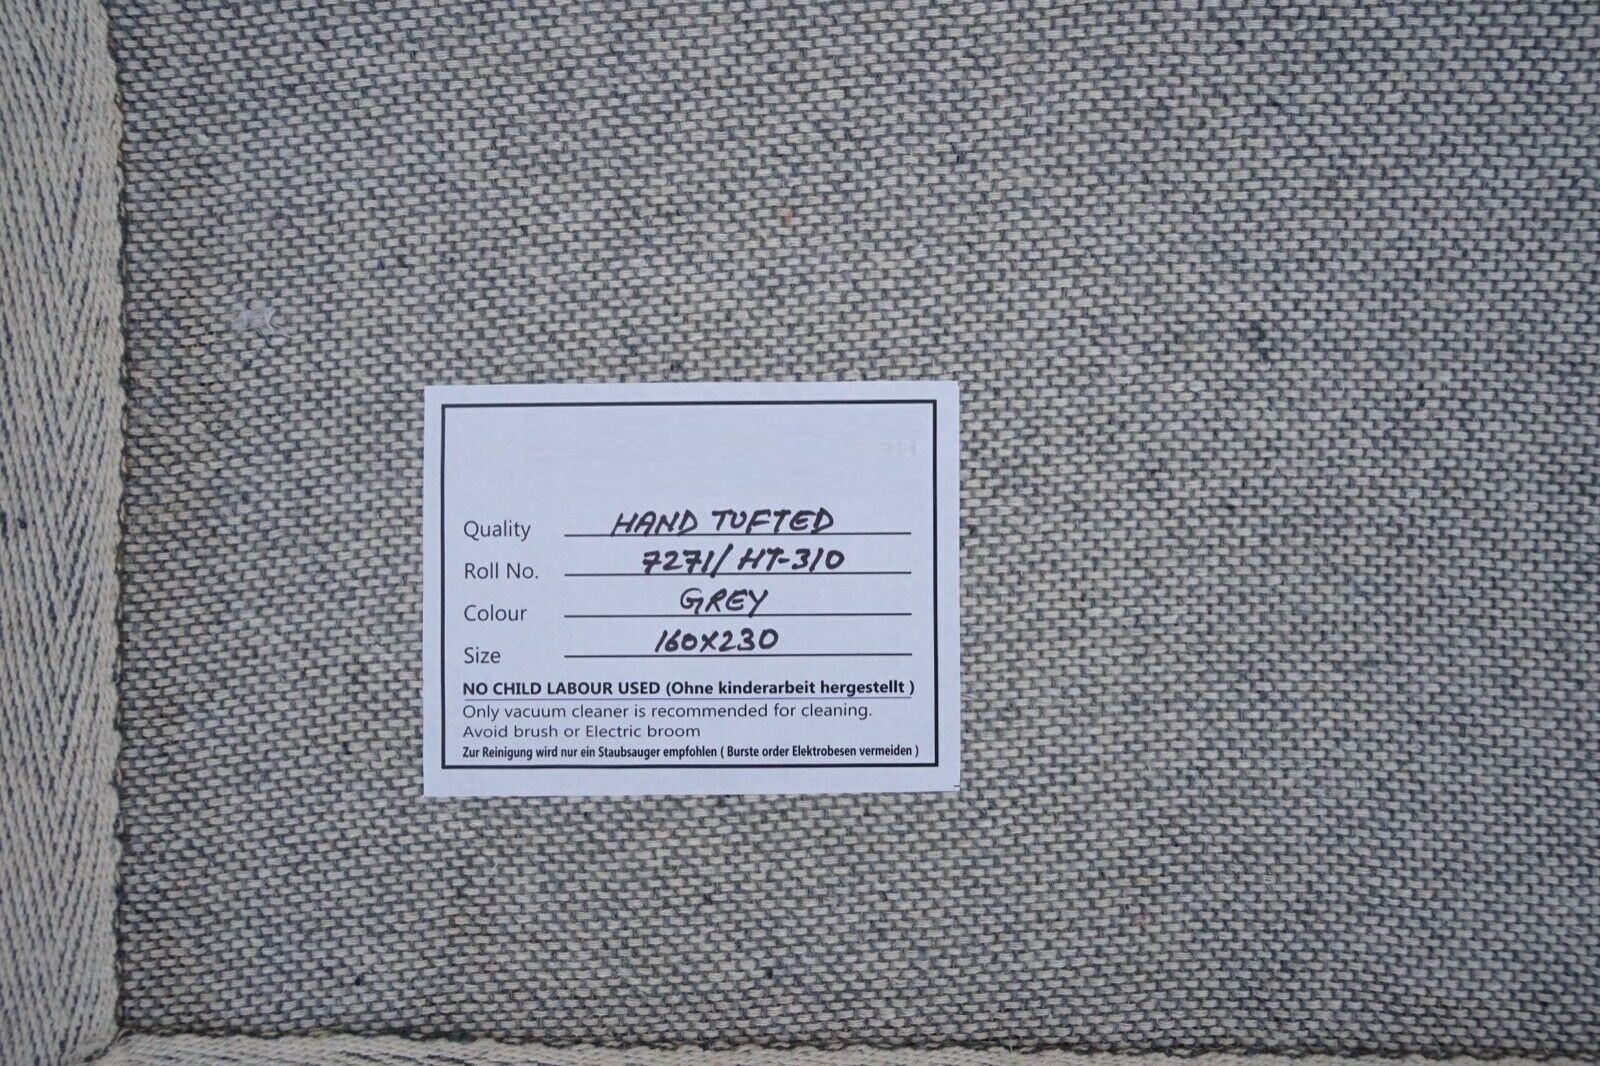 Quality HAND TUFTED
Roll No. 7271/HT-310
Colour GREY
Size 160X230
NO CHILD LABOUR USED (Ohne kinderarbeit hergestellt )
Only vacuum cleaner is recommended for cleaning.
Avoid brush or Electric broom
Zur Reinigung wird nur ein Staubsauger empfohlen ( Burste order Elektrobesen vermeiden )